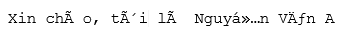 Xin chÃ o, tÃ´i lÃ  Nguyá»…n VÄƒn A